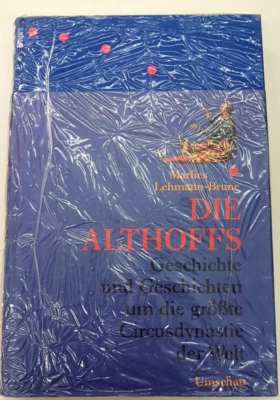 Marlies
Lehmann-Brune
DIE
ALTHOFFS
Geschichte
und Geschichten
um die größte
Circusdynastie
der Welt
Umschau